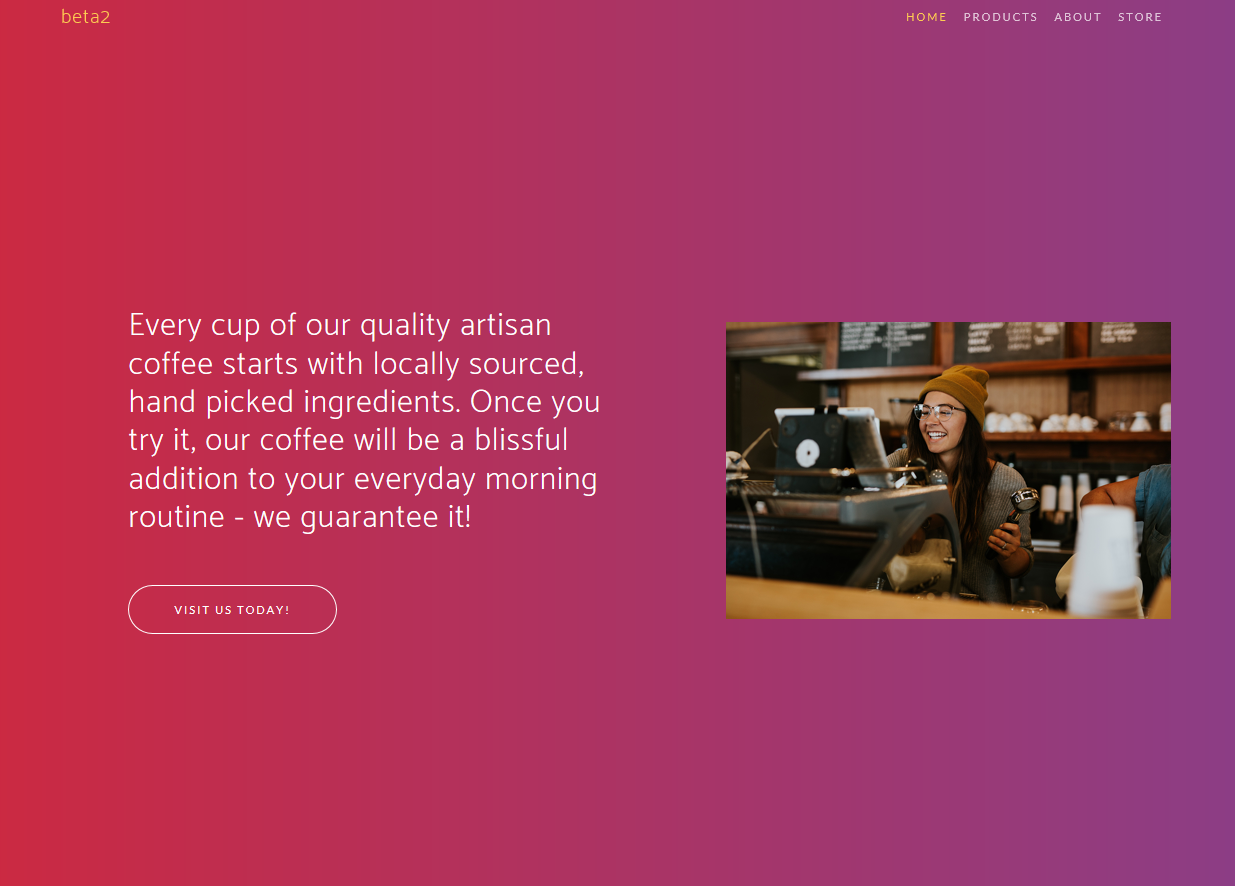 beta2
HOME PRODUCTS ABOUT STORE
Every cup of our quality artisan
coffee starts with locally sourced,
hand picked ingredients. Once you
try it, our coffee will be a blissful
addition to your everyday morning
routine - we guarantee it!
VISIT US TODAY!